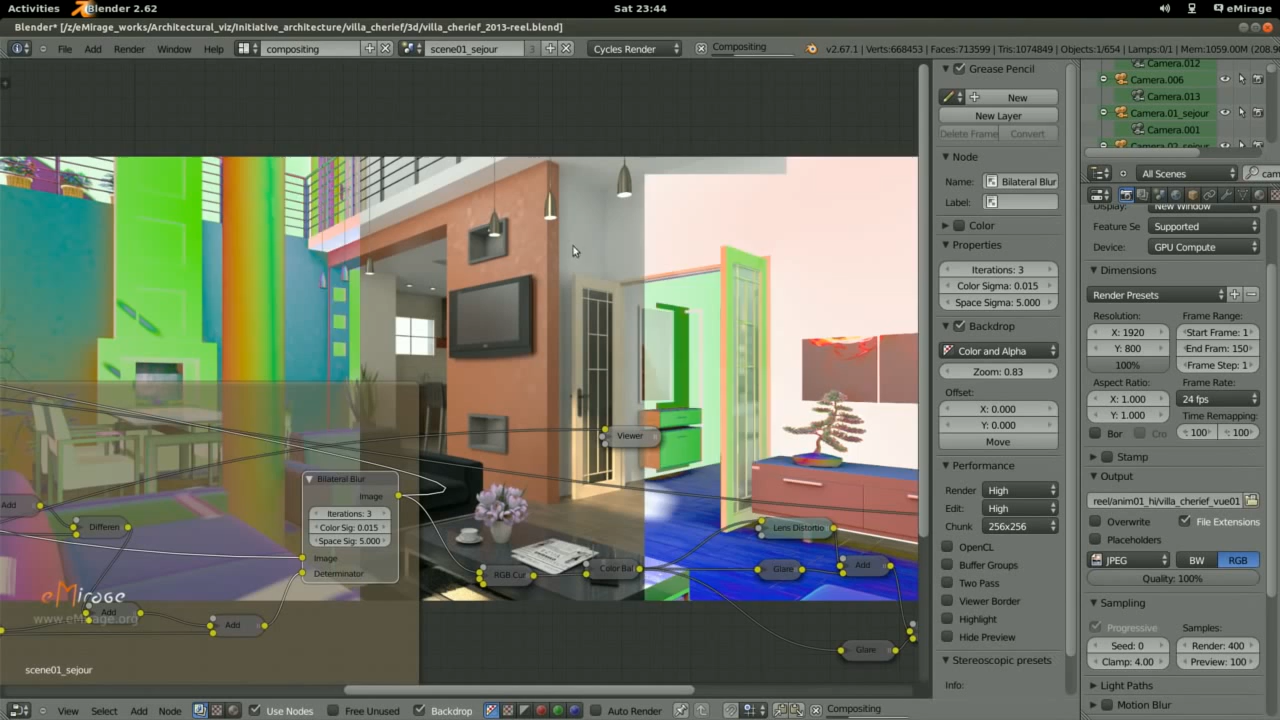 Activities Blender 2.62 Sat 23:44 eMirage
Blender* [/z/eMirage_works/Architectural_viz/Initiative_architecture/villa_cherief/3d/villa_cherief_2013-reel.blend]
File Add Render Window Help compositing scene01_sejour 3 Cycles Render Compositing v2.67.1 | Verts:668453 | Faces:713599 | Tris:1074849 | Objects:1/654 | Lamps:0/1 | Mem:1059.00M (208.9
Grease Pencil
New
New Layer
Delete Frame Convert
Node
Name: Bilateral Blur
Label:
Color
Properties
Iterations: 3
Color Sigma: 0.015
Space Sigma: 5.000
Backdrop
Color and Alpha
Zoom: 0.83
Offset:
X: 0.000
Y: 0.000
Move
Performance
Render High
Edit: High
Chunk 256x256
OpenCL
Buffer Groups
Two Pass
Viewer Border
Highlight
Hide Preview
Stereoscopic presets
Info:
Camera.012
Camera.006
Camera.013
Camera.01_sejour
Camera.001
Camera.02_sejour
All Scenes cam
Display: New Window
Feature Se Supported
Device: GPU Compute
Dimensions
Render Presets
Resolution: Frame Range:
X: 1920 Start Frame: 1
Y: 800 End Fram: 150
100% Frame Step: 1
Aspect Ratio: Frame Rate:
X: 1.000 24 fps
Y: 1.000 Time Remapping:
Bor Cro 100 100
Stamp
Output
reel/anim01_hi/villa_cherief_vue01
Overwrite File Extensions
Placeholders
JPEG BW RGB
Quality: 100%
Sampling
Progressive Samples:
Seed: 0 Render: 400
Clamp: 4.00 Preview: 100
Light Paths
Motion Blur
Viewer
Bilateral Blur
Image
Iterations: 3
Color Sig: 0.015
Space Sig: 5.000
Image
Determinator
Add
Differen
Add
Add
RGB Cur
Color Bal
Lens Distortio
Glare
Add
Glare
eMirage
www.eMirage.org
scene01_sejour
View Select Add Node Use Nodes Free Unused Backdrop Auto Render Compositing